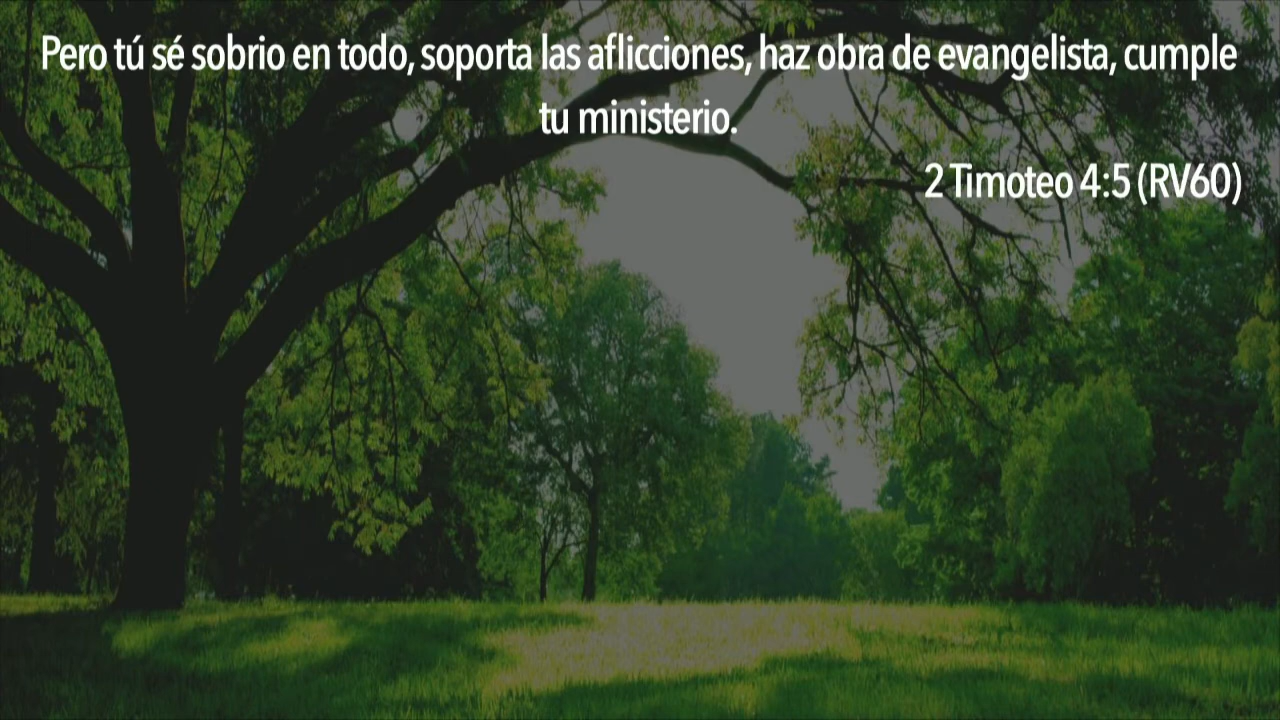 Pero tú sé sobrio en todo, soporta las aflicciones, haz obra de evangelista, cumple
tu ministerio.
2 Timoteo 4:5 (RV60)